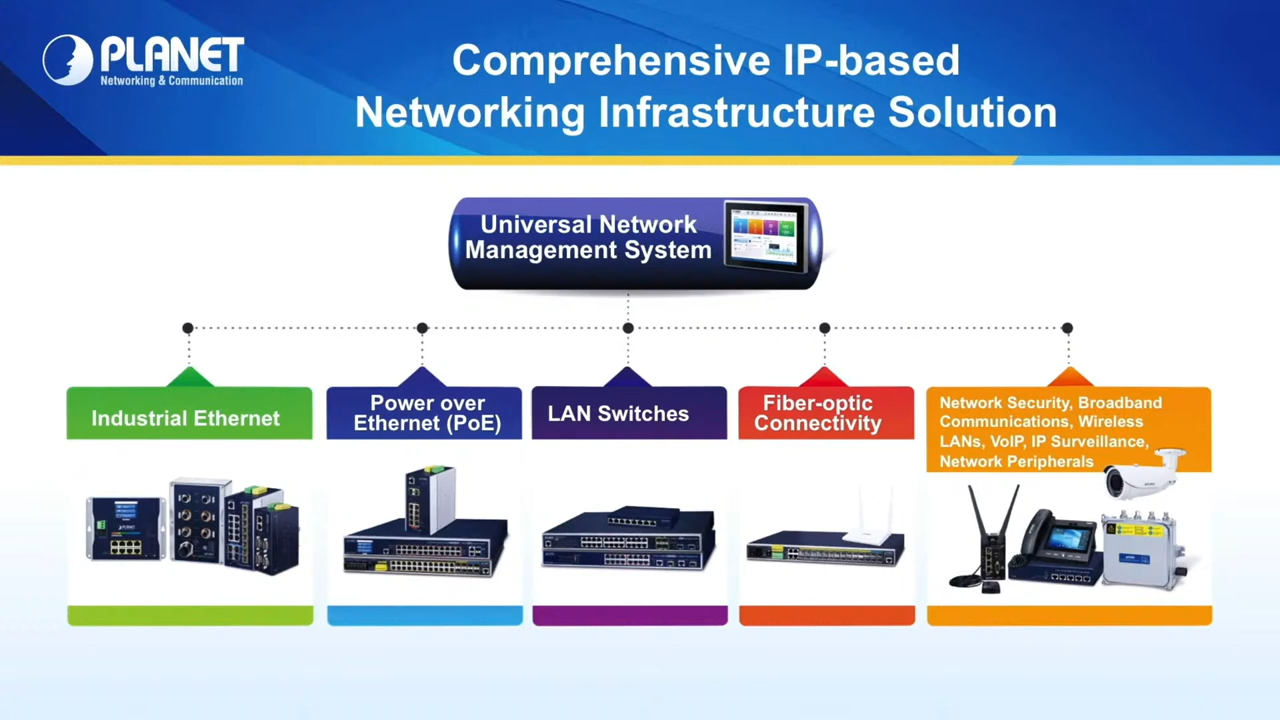 PLANET
Networking & Communication
Comprehensive IP-based
Networking Infrastructure Solution
Universal Network
Management System
Industrial Ethernet
Power over
Ethernet (PoE)
LAN Switches
Fiber-optic
Connectivity
Network Security, Broadband
Communications, Wireless
LANs, VoIP, IP Surveillance,
Network Peripherals
PLANET